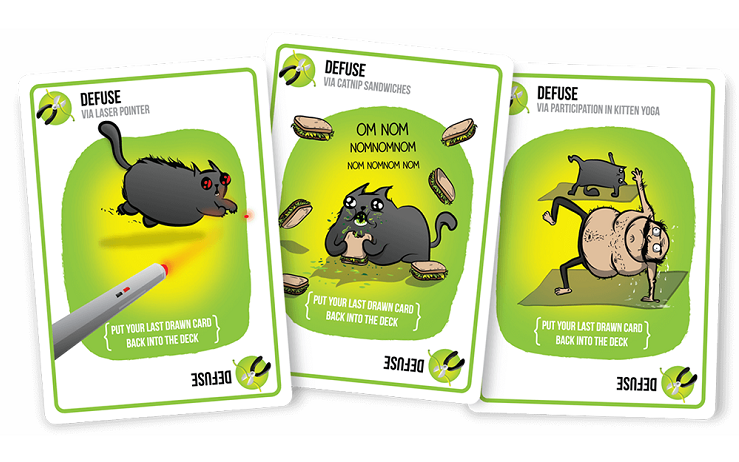 DEFUSE
VIA LASER POINTER
PUT YOUR LAST DRAWN CARD
BACK INTO THE DECK
DEFUSE
DEFUSE
VIA CATNIP SANDWICHES
OM NOM
NOMNOMNOM
NOM NOMNOM NOM
PUT YOUR LAST DRAWN CARD
BACK INTO THE DECK
DEFUSE
DEFUSE
VIA PARTICIPATION IN KITTEN YOGA
PUT YOUR LAST DRAWN CARD
BACK INTO THE DECK
DEFUSE